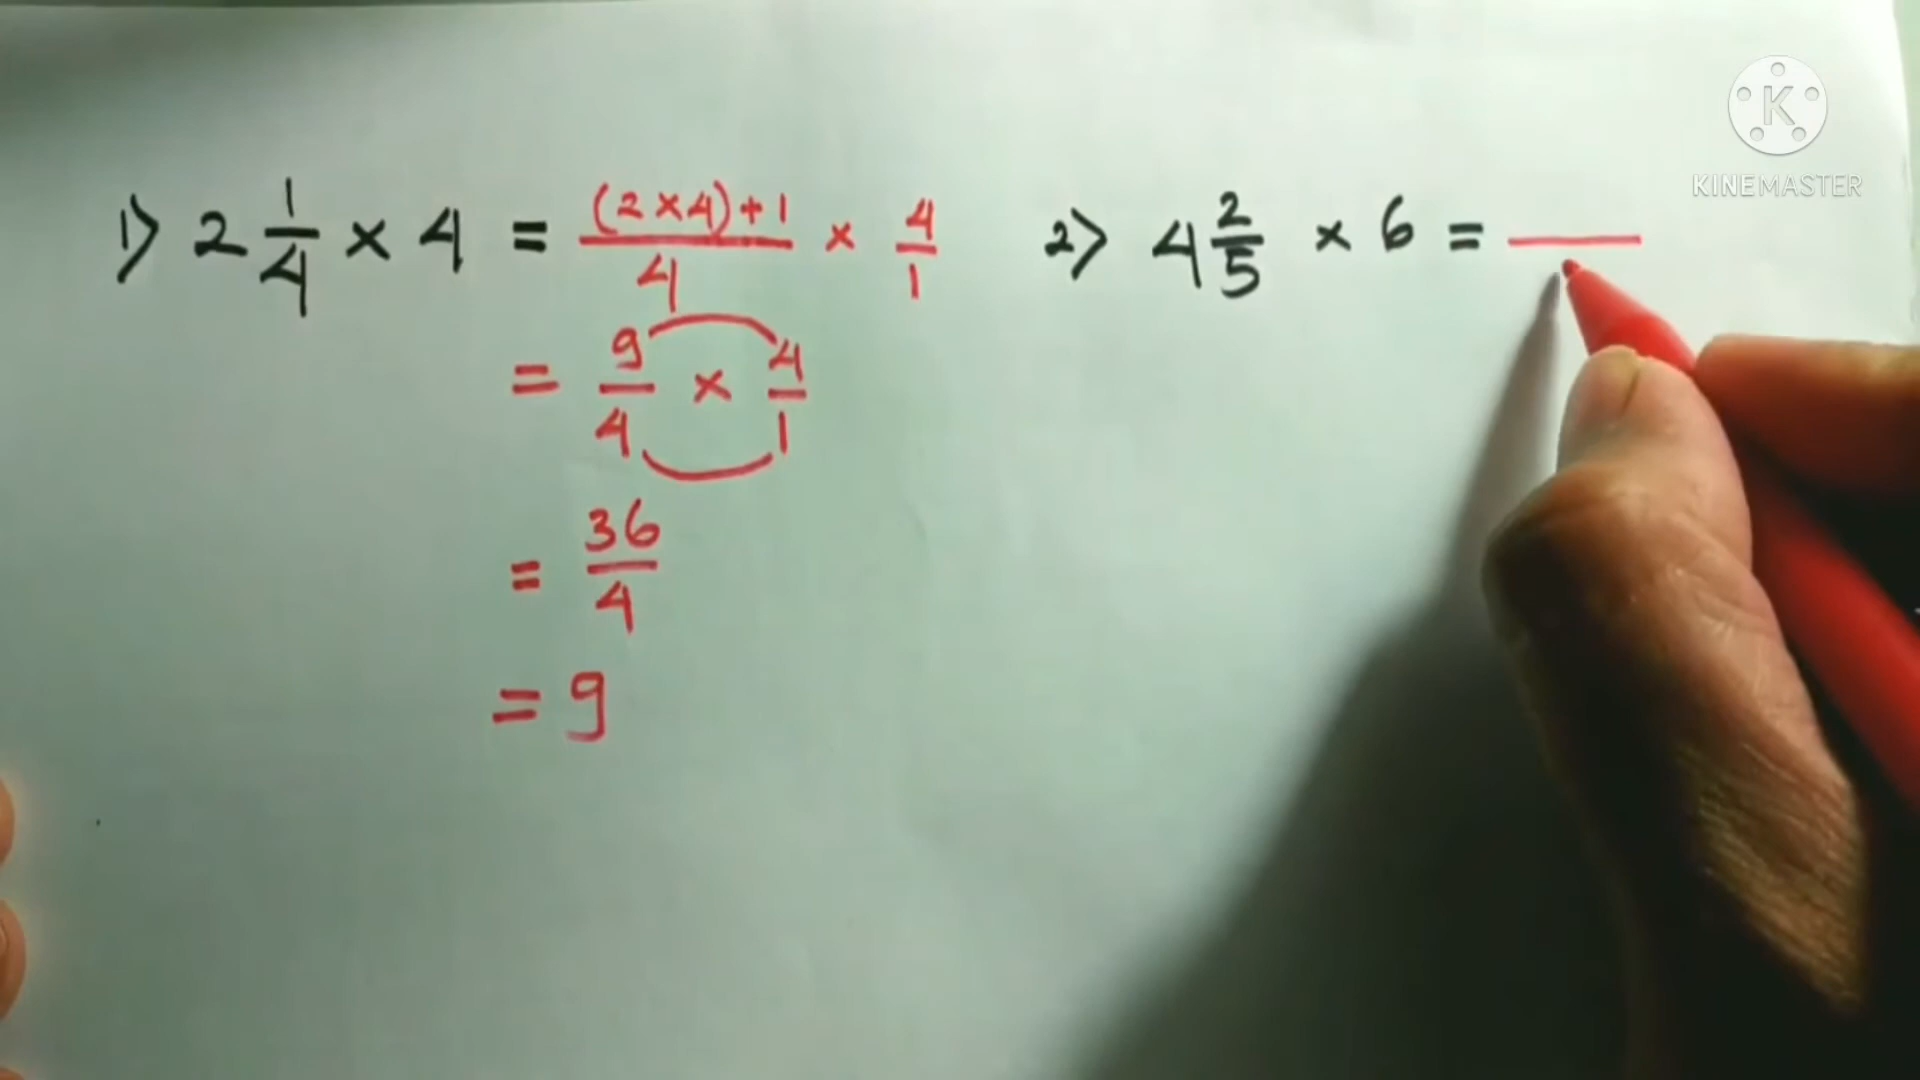 1) 2 1/4 × 4 = (2×4)+1/4 × 4/1
= 9/4 × 4/1
= 36/4
= 9
2) 4 2/5 × 6 =
K
KINEMASTER